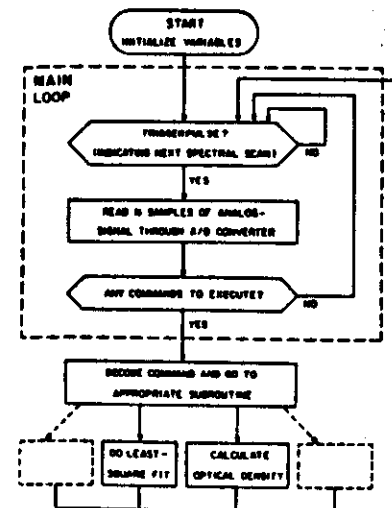 START
INITIALIZE VARIABLES
MAIN
LOOP
TRIGGERPULSE?
(INDICATING NEXT SPECTRAL SCAN)
NO
YES
READ N SAMPLES OF ANALOG-
SIGNAL THROUGH A/D CONVERTER
ANY COMMANDS TO EXECUTE?
NO
YES
DECODE COMMAND AND GO TO
APPROPRIATE SUBROUTINE
DO LEAST-
SQUARE FIT
CALCULATE
OPTICAL DENSITY